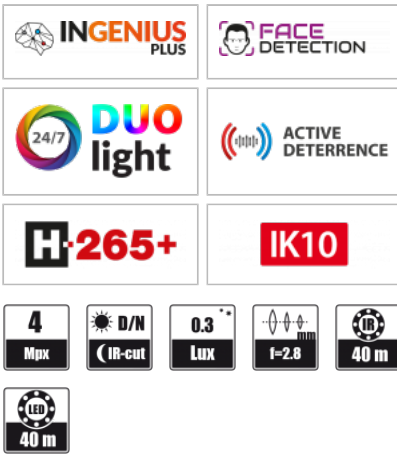 INGENIUS
PLUS
FACE
DETECTION
24/7
DUO
light
ACTIVE
DETERRENCE
H.265+
IK10
4
Mpx
D/N
IR-cut
0.3 **
Lux
mm
f=2.8
IR
40 m
LED
40 m